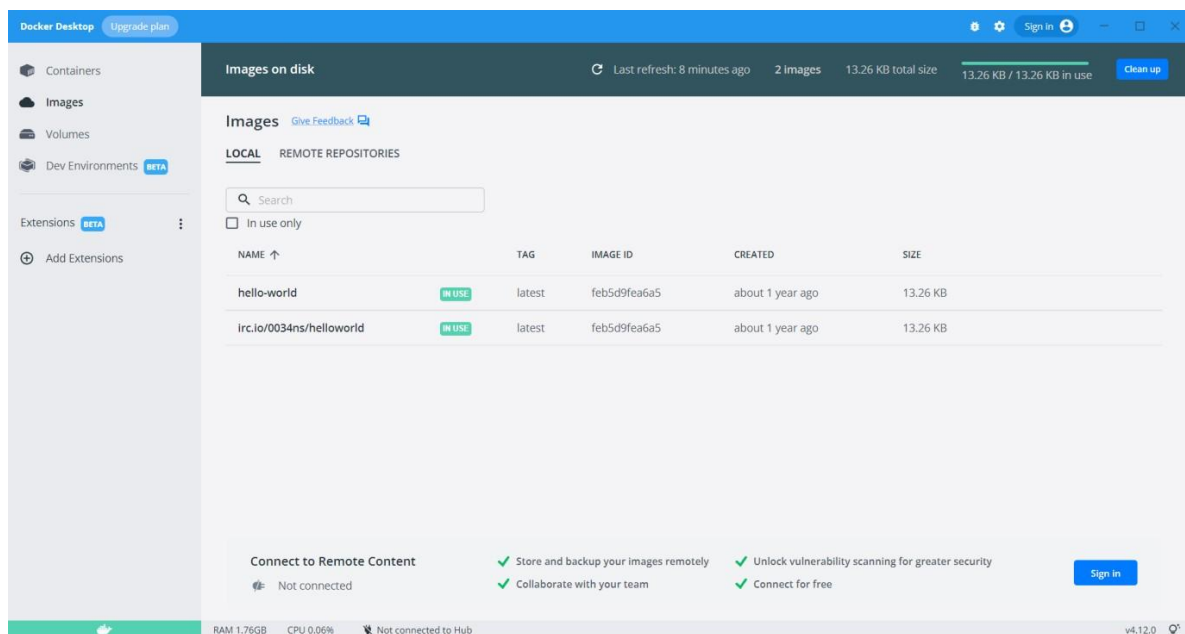 Docker Desktop Upgrade plan Sign in
Containers
Images
Volumes
Dev Environments BETA
Extensions BETA
Add Extensions
Images on disk Last refresh: 8 minutes ago 2 images 13.26 KB total size 13.26 KB / 13.26 KB in use Clean up
Images Give Feedback
LOCAL REMOTE REPOSITORIES
Search
In use only
NAME TAG IMAGE ID CREATED SIZE
hello-world IN USE latest feb5d9fea6a5 about 1 year ago 13.26 KB
irc.io/0034ns/helloworld IN USE latest feb5d9fea6a5 about 1 year ago 13.26 KB
Connect to Remote Content
Not connected
Store and backup your images remotely
Collaborate with your team
Unlock vulnerability scanning for greater security
Connect for free
Sign in
RAM 1.76GB CPU 0.06% Not connected to Hub v4.12.0